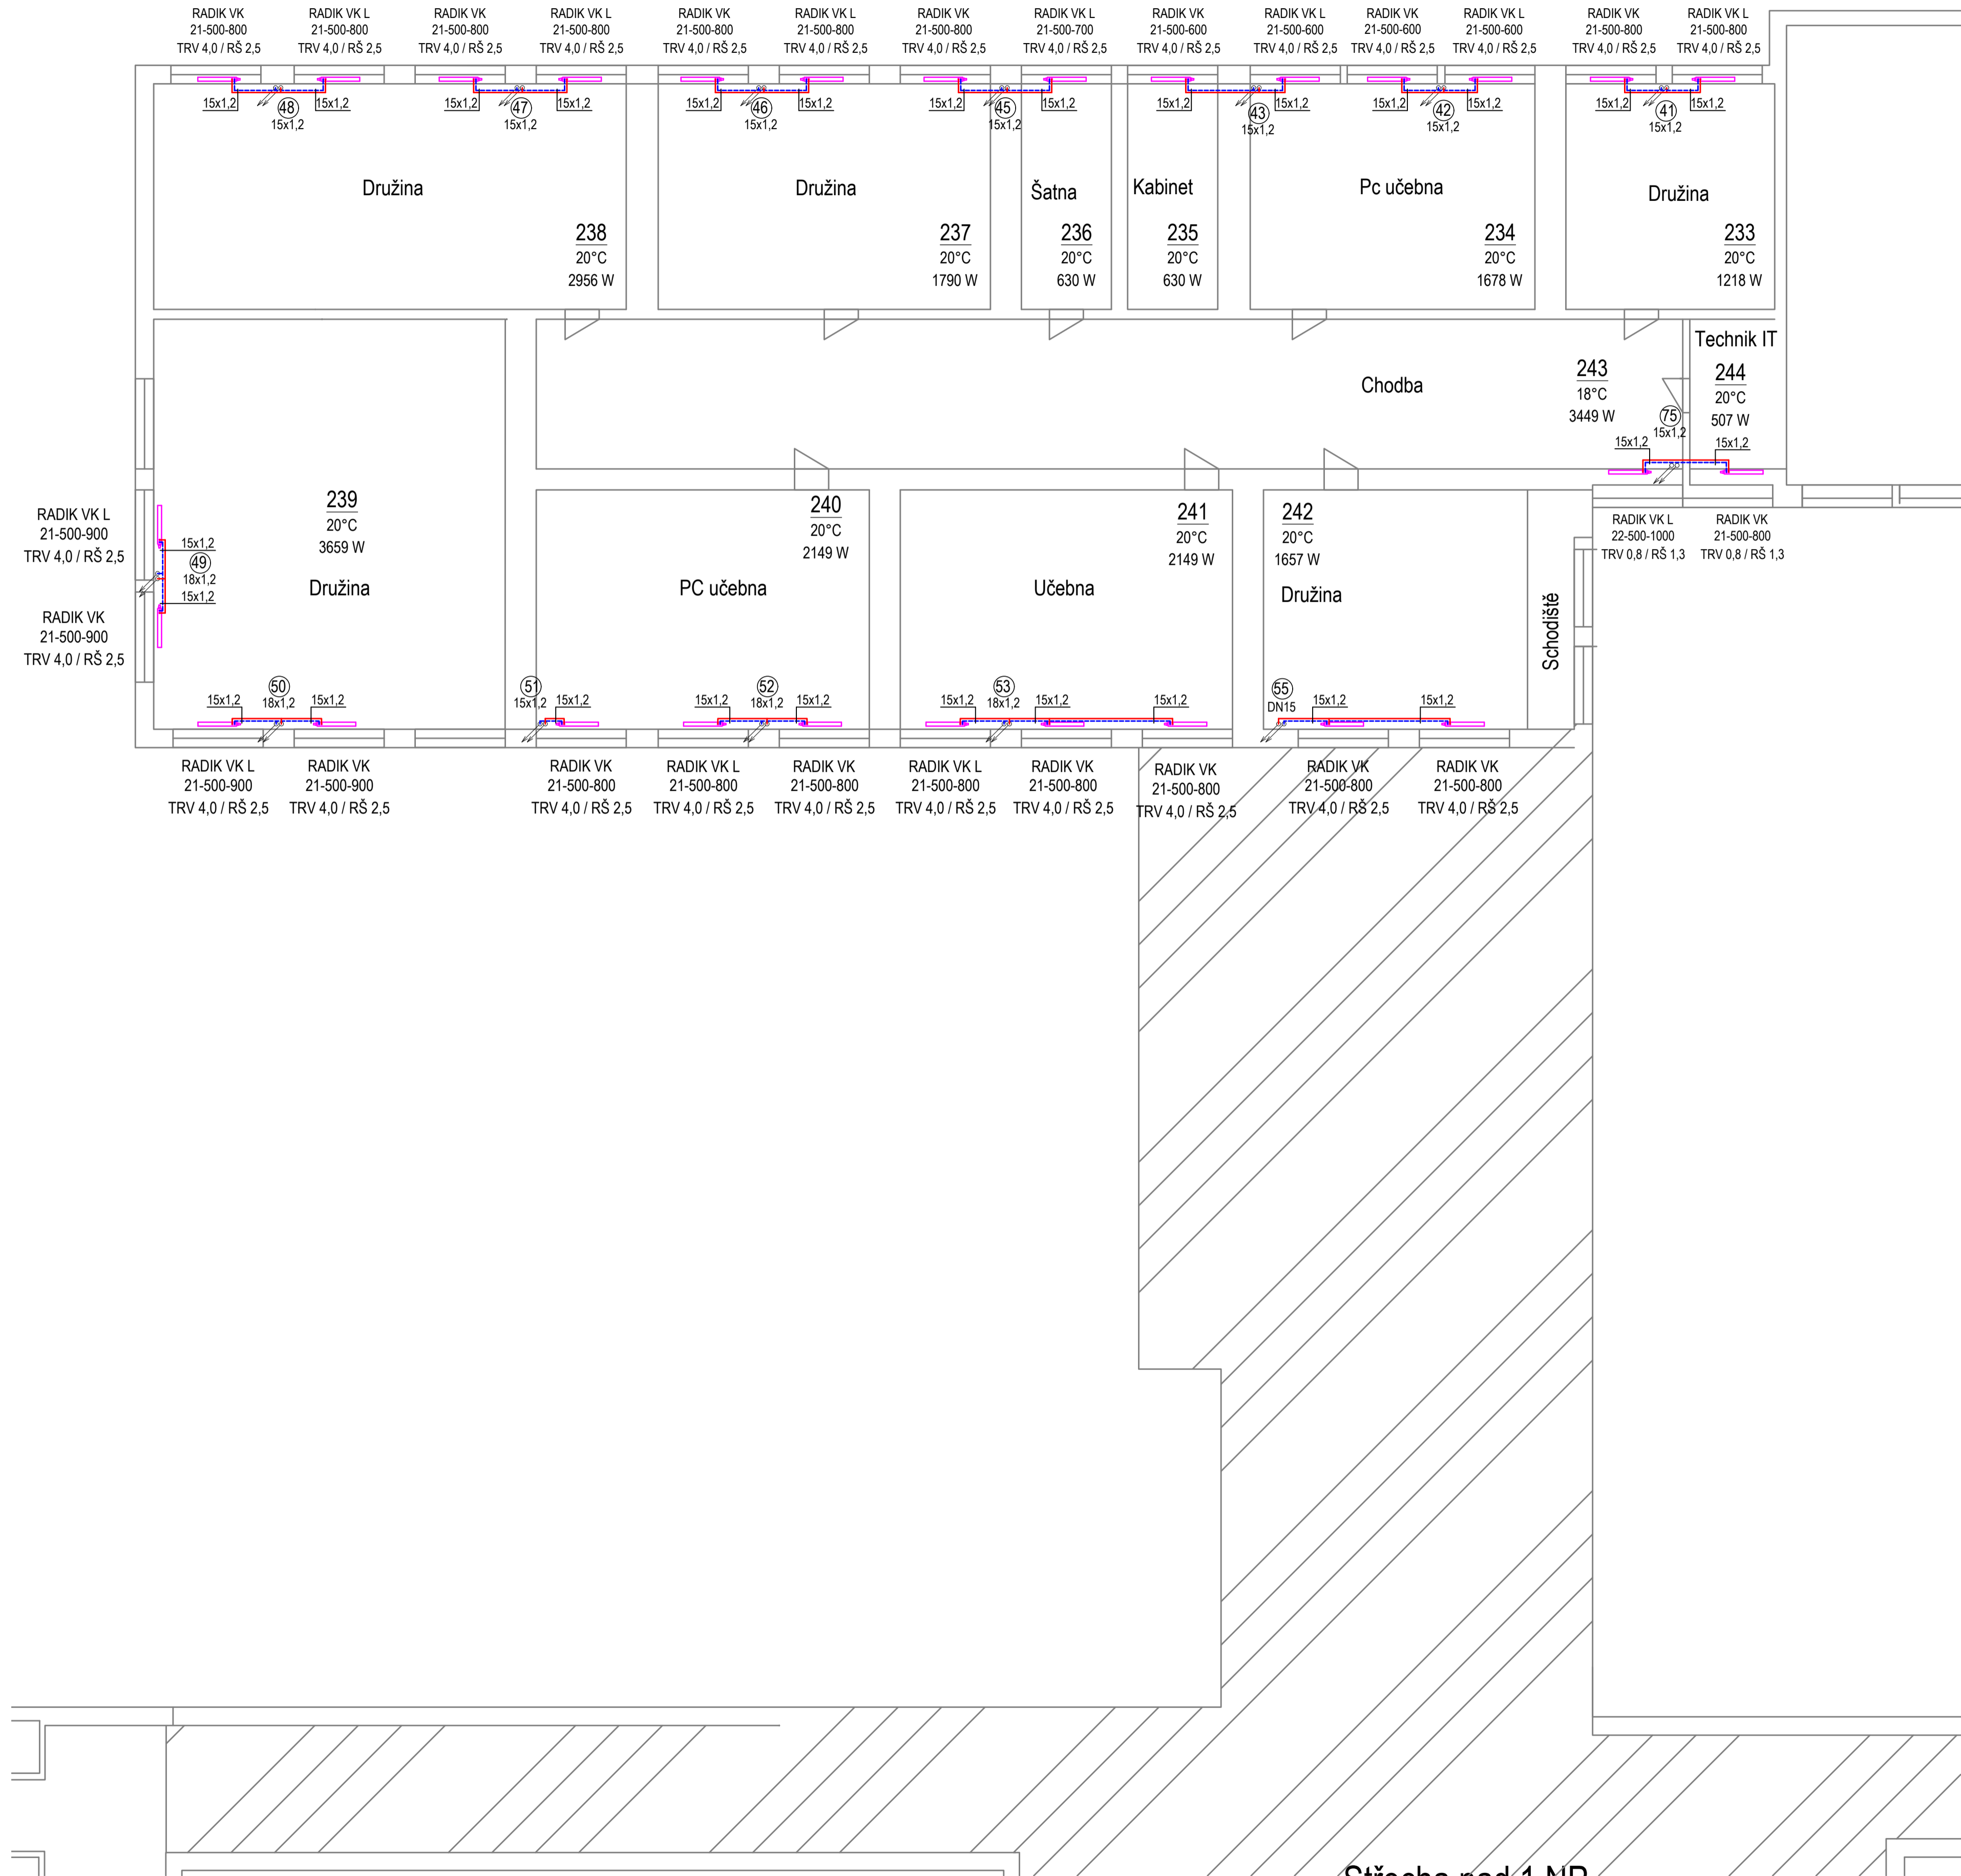 RADIK VK
21-500-800
TRV 4,0 / RŠ 2,5
RADIK VK L
21-500-800
TRV 4,0 / RŠ 2,5
RADIK VK
21-500-800
TRV 4,0 / RŠ 2,5
RADIK VK L
21-500-800
TRV 4,0 / RŠ 2,5
RADIK VK
21-500-800
TRV 4,0 / RŠ 2,5
RADIK VK L
21-500-800
TRV 4,0 / RŠ 2,5
RADIK VK
21-500-800
TRV 4,0 / RŠ 2,5
RADIK VK L
21-500-700
TRV 4,0 / RŠ 2,5
RADIK VK
21-500-600
TRV 4,0 / RŠ 2,5
RADIK VK L
21-500-600
TRV 4,0 / RŠ 2,5
RADIK VK
21-500-600
TRV 4,0 / RŠ 2,5
RADIK VK L
21-500-600
TRV 4,0 / RŠ 2,5
RADIK VK
21-500-800
TRV 4,0 / RŠ 2,5
RADIK VK L
21-500-800
TRV 4,0 / RŠ 2,5
15x1,2
48
15x1,2
15x1,2
15x1,2
47
15x1,2
15x1,2
15x1,2
46
15x1,2
15x1,2
15x1,2
45
15x1,2
15x1,2
15x1,2
43
15x1,2
15x1,2
15x1,2
42
15x1,2
15x1,2
15x1,2
41
15x1,2
15x1,2
Družina
238
20°C
2956 W
Družina
237
20°C
1790 W
Šatna
236
20°C
630 W
Kabinet
235
20°C
630 W
Pc učebna
234
20°C
1678 W
Družina
233
20°C
1218 W
Chodba
243
18°C
3449 W
Technik IT
244
20°C
507 W
75
15x1,2
15x1,2
15x1,2
RADIK VK L
22-500-1000
TRV 0,8 / RŠ 1,3
RADIK VK
21-500-800
TRV 0,8 / RŠ 1,3
RADIK VK L
21-500-900
TRV 4,0 / RŠ 2,5
RADIK VK
21-500-900
TRV 4,0 / RŠ 2,5
15x1,2
49
18x1,2
15x1,2
239
20°C
3659 W
Družina
240
20°C
2149 W
PC učebna
241
20°C
2149 W
Učebna
242
20°C
1657 W
Družina
Schodiště
15x1,2
50
18x1,2
15x1,2
51
15x1,2
15x1,2
15x1,2
52
18x1,2
15x1,2
15x1,2
53
18x1,2
15x1,2
15x1,2
55
DN15
15x1,2
15x1,2
RADIK VK L
21-500-900
TRV 4,0 / RŠ 2,5
RADIK VK
21-500-900
TRV 4,0 / RŠ 2,5
RADIK VK
21-500-800
TRV 4,0 / RŠ 2,5
RADIK VK L
21-500-800
TRV 4,0 / RŠ 2,5
RADIK VK
21-500-800
TRV 4,0 / RŠ 2,5
RADIK VK L
21-500-800
TRV 4,0 / RŠ 2,5
RADIK VK
21-500-800
TRV 4,0 / RŠ 2,5
RADIK VK
21-500-800
TRV 4,0 / RŠ 2,5
RADIK VK
21-500-800
TRV 4,0 / RŠ 2,5
RADIK VK
21-500-800
TRV 4,0 / RŠ 2,5
Střecha nad 1.NP